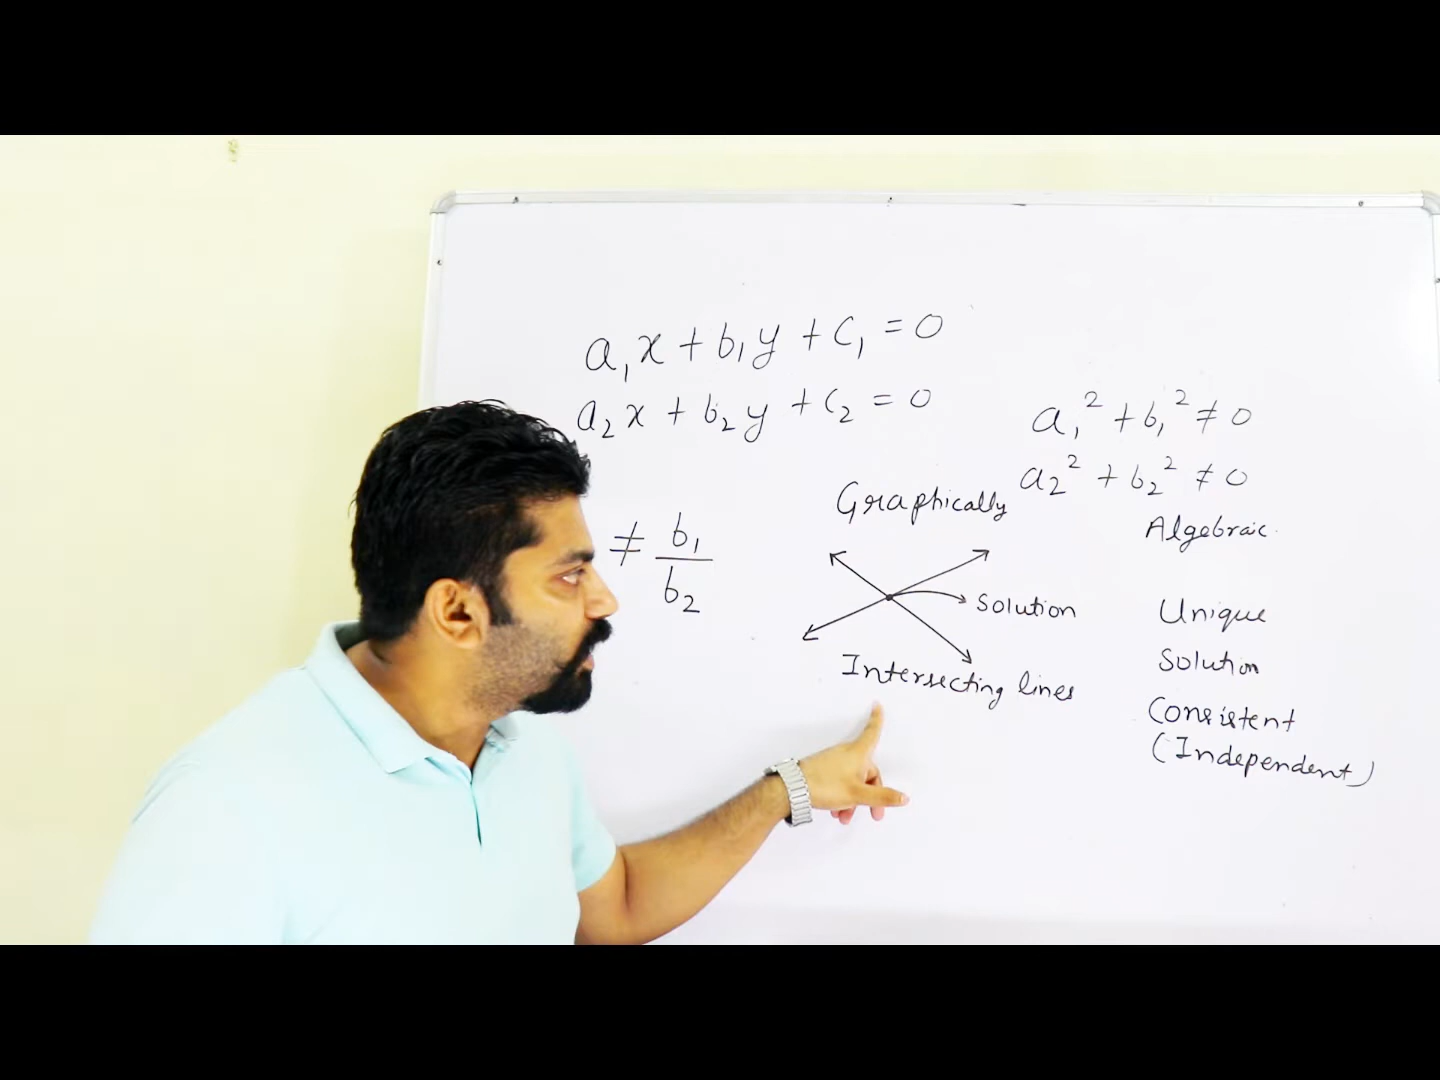 a₁x + b₁y + c₁ = 0
a₂x + b₂y + c₂ = 0
a₁² + b₁² ≠ 0
a₂² + b₂² ≠ 0
≠ b₁/b₂
Graphically
Solution
Intersecting lines
Algebraic.
Unique
Solution
Consistent
(Independent)